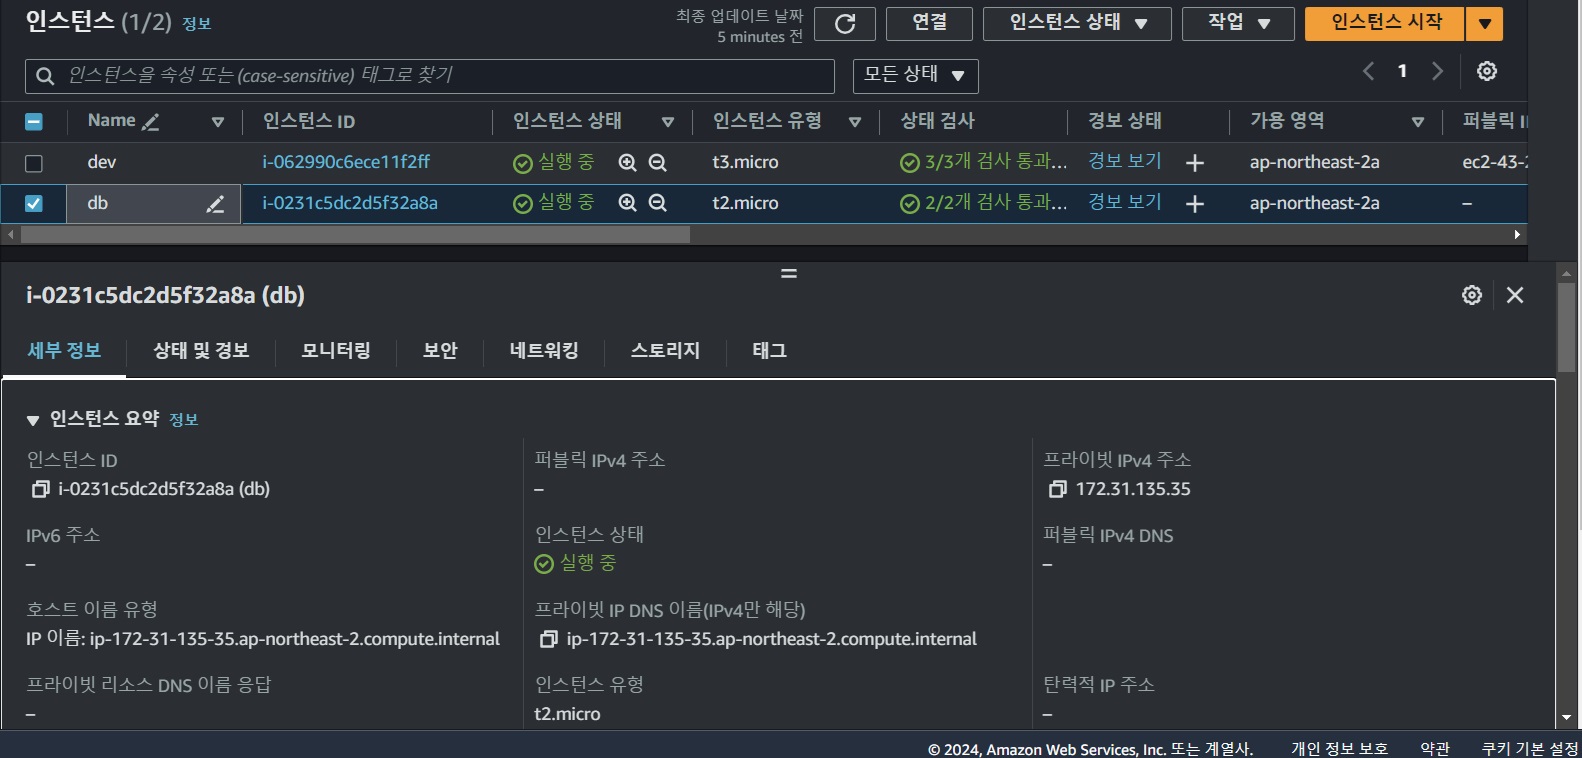 인스턴스 (1/2) 정보
최종 업데이트 날짜
5 minutes 전
연결
인스턴스 상태
작업
인스턴스 시작
인스턴스을 속성 또는 (case-sensitive) 태그로 찾기
모든 상태
1
Name 인스턴스 ID 인스턴스 상태 인스턴스 유형 상태 검사 경보 상태 가용 영역 퍼블릭
dev i-062990c6ece11f2ff 실행 중 t3.micro 3/3개 검사 통과... 경보 보기 + ap-northeast-2a ec2-43-
db i-0231c5dc2d5f32a8a 실행 중 t2.micro 2/2개 검사 통과... 경보 보기 + ap-northeast-2a –
i-0231c5dc2d5f32a8a (db)
세부 정보 상태 및 경보 모니터링 보안 네트워킹 스토리지 태그
인스턴스 요약 정보
인스턴스 ID
i-0231c5dc2d5f32a8a (db)
퍼블릭 IPv4 주소
–
프라이빗 IPv4 주소
172.31.135.35
IPv6 주소
–
인스턴스 상태
실행 중
퍼블릭 IPv4 DNS
–
호스트 이름 유형
IP 이름: ip-172-31-135-35.ap-northeast-2.compute.internal
프라이빗 IP DNS 이름(IPv4만 해당)
ip-172-31-135-35.ap-northeast-2.compute.internal
프라이빗 리소스 DNS 이름 응답
–
인스턴스 유형
t2.micro
탄력적 IP 주소
–
© 2024, Amazon Web Services, Inc. 또는 계열사. 개인 정보 보호 약관 쿠키 기본 설정